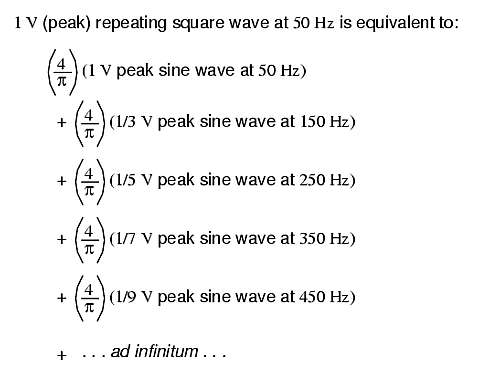 1 V (peak) repeating square wave at 50 Hz is equivalent to:
(4/π) (1 V peak sine wave at 50 Hz)
+ (4/π) (1/3 V peak sine wave at 150 Hz)
+ (4/π) (1/5 V peak sine wave at 250 Hz)
+ (4/π) (1/7 V peak sine wave at 350 Hz)
+ (4/π) (1/9 V peak sine wave at 450 Hz)
+ . . . ad infinitum . . .